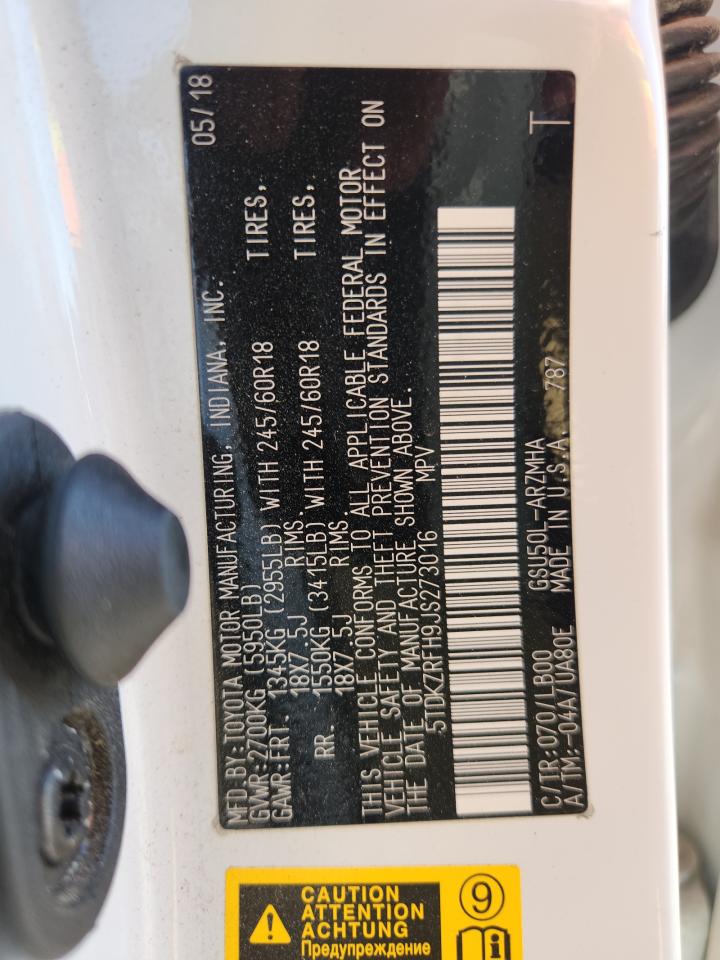 MFD.BY:TOYOTA MOTOR MANUFACTURING, INDIANA, INC. 05/18
GVWR:2700KG(5950LB)
GAWR:FRT. 1345KG(2955LB)WITH 245/60R18 TIRES,
18X7.5J RIMS.
RR. 1550KG(3415LB)WITH 245/60R18 TIRES,
18X7.5J RIMS.
THIS VEHICLE CONFORMS TO ALL APPLICABLE FEDERAL MOTOR
VEHICLE SAFETY AND THEFT PREVENTION STANDARDS IN EFFECT ON
THE DATE OF MANUFACTURE SHOWN ABOVE.
5TDKZRFH9JS273016 MPV
T
C/TR:070/LB00 GSU50L-ARZMHA
A/TM:-04A/UA80E MADE IN U.S.A. 787
CAUTION
ATTENTION
ACHTUNG
Предупреждение
9
i